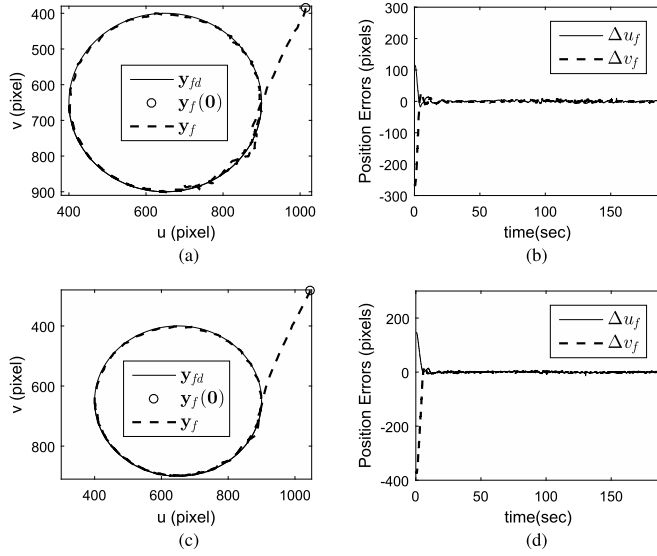 400
500
600
700
800
900
v (pixel)
y_fd
y_f(0)
y_f
400 600 800 1000
u (pixel)
(a)
300
200
100
0
-100
-200
-300
Position Errors (pixels)
Δu_f
Δv_f
0 50 100 150
time(sec)
(b)
400
600
800
v (pixel)
y_fd
y_f(0)
y_f
400 600 800 1000
u (pixel)
(c)
200
0
-200
-400
Position Errors (pixels)
Δu_f
Δv_f
0 50 100 150
time(sec)
(d)